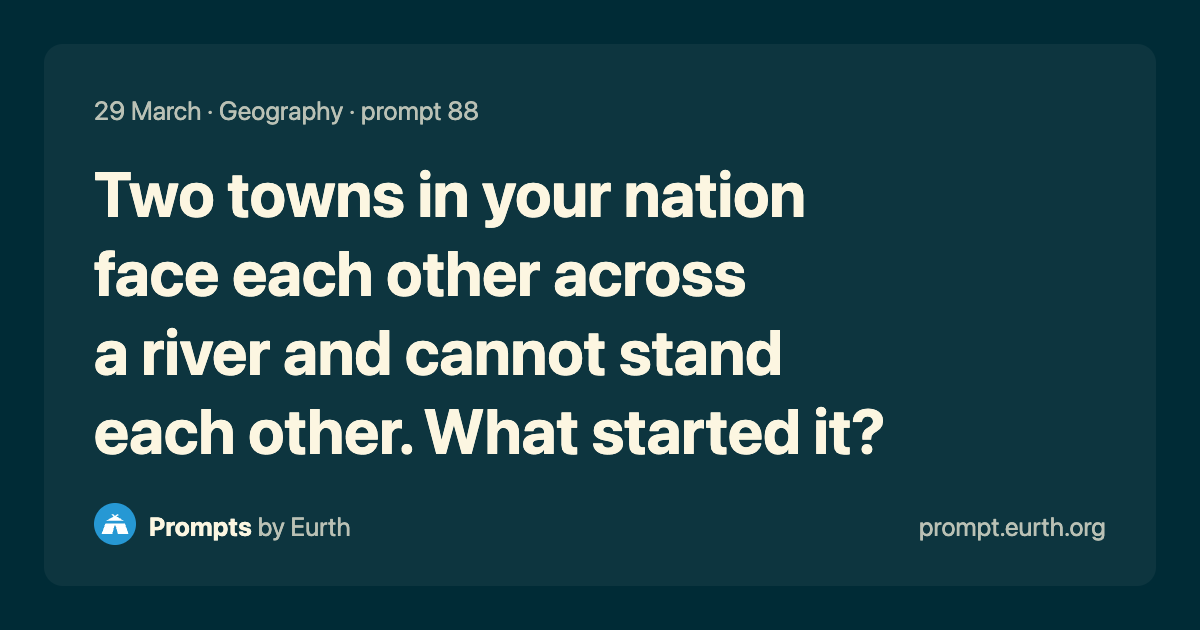 29 March · Geography · prompt 88
Two towns in your nation
face each other across
a river and cannot stand
each other. What started it?
Prompts by Eurth
prompt.eurth.org